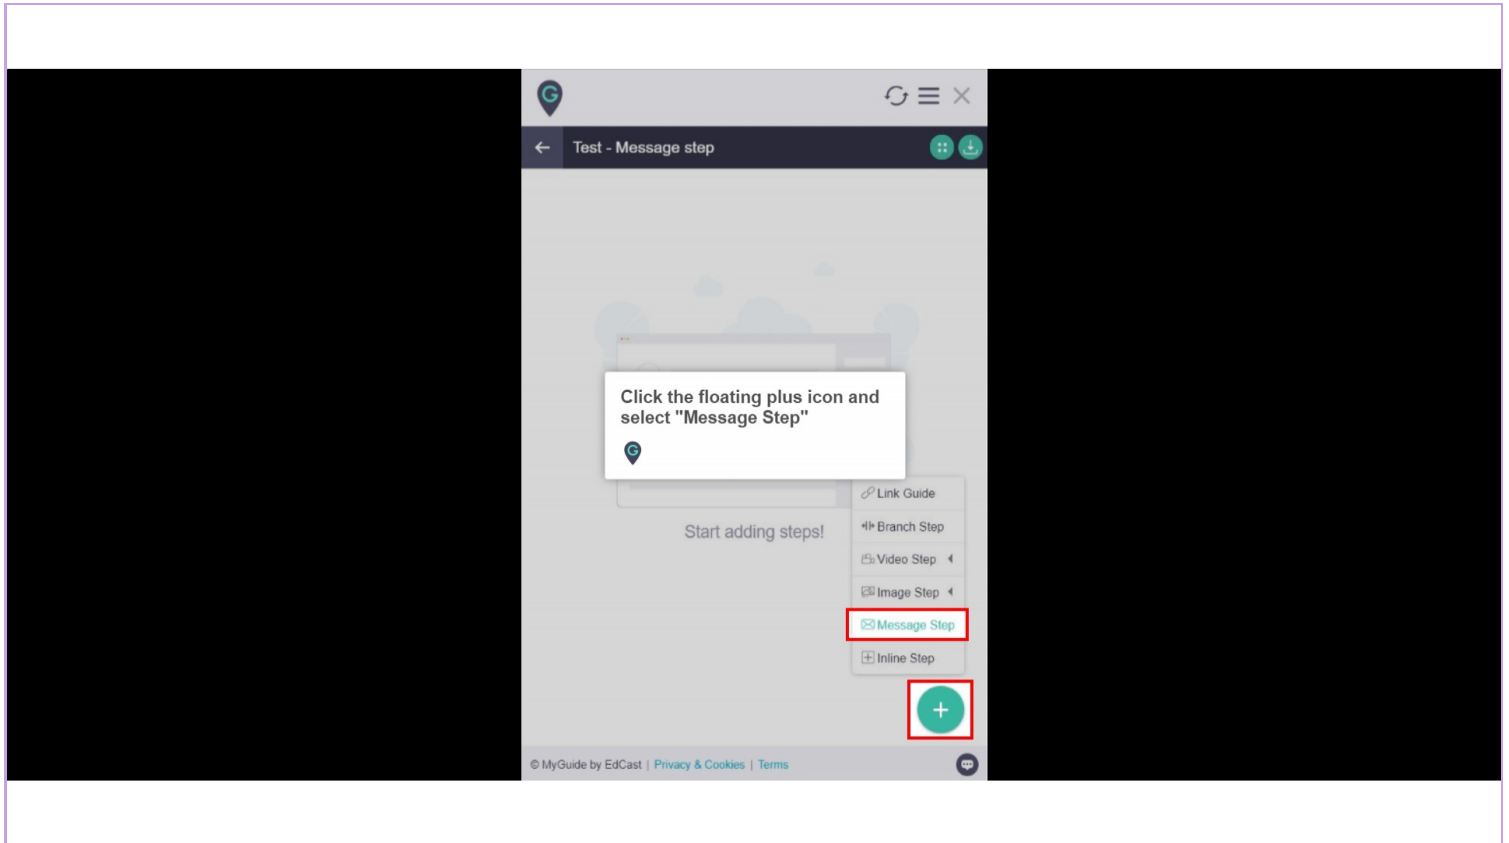 G
Test - Message step
Click the floating plus icon and
select "Message Step"
G
Link Guide
Start adding steps!
Branch Step
Video Step
Image Step
Message Step
Inline Step
+
© MyGuide by EdCast | Privacy & Cookies | Terms